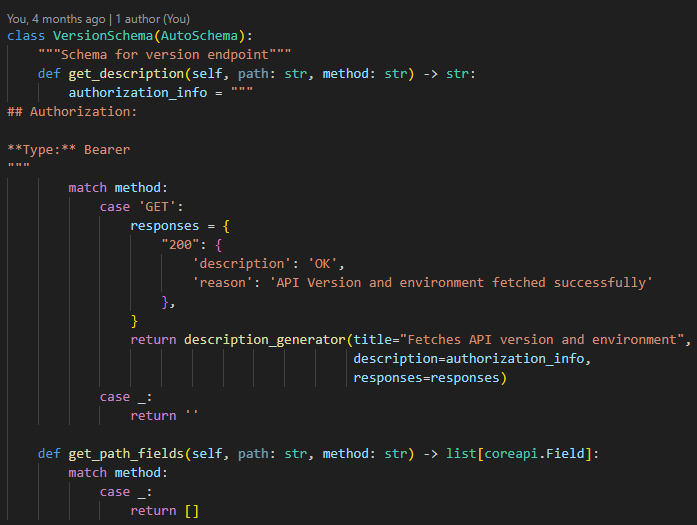 You, 4 months ago | 1 author (You)
class VersionSchema(AutoSchema):
    """Schema for version endpoint"""
    def get_description(self, path: str, method: str) -> str:
        authorization_info = """
## Authorization:

**Type:** Bearer
"""
        match method:
            case 'GET':
                responses = {
                    "200": {
                        'description': 'OK',
                        'reason': 'API Version and environment fetched successfully'
                    },
                }
                return description_generator(title="Fetches API version and environment",
                                             description=authorization_info,
                                             responses=responses)
            case _:
                return ''

    def get_path_fields(self, path: str, method: str) -> list[coreapi.Field]:
        match method:
            case _:
                return []